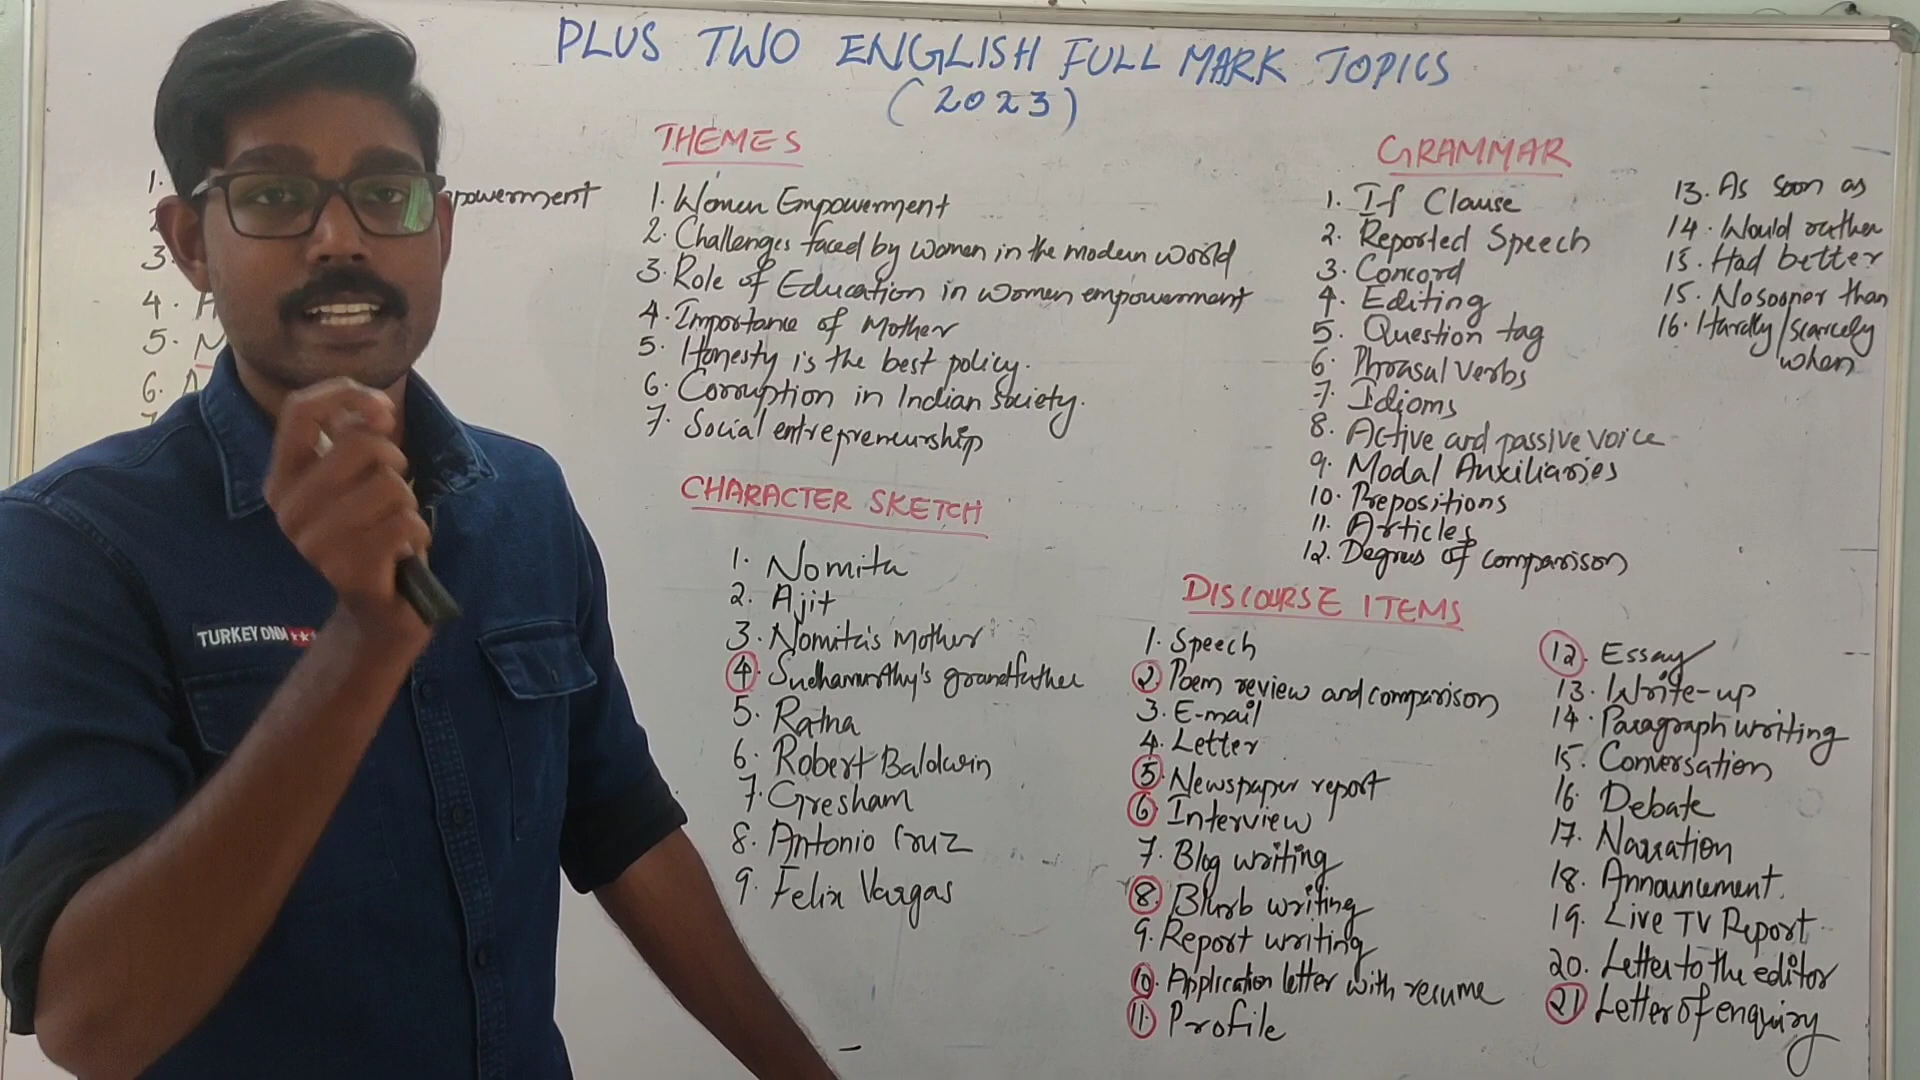 PLUS TWO ENGLISH FULL MARK TOPICS
(2023)
1.
powerment
2
3.
4. H
5. N
6. A
7.
THEMES
1. Women Empowerment
2. Challenges faced by women in the modern world
3. Role of Education in women empowerment
4. Importance of Mother
5. Honesty is the best policy.
6. Corruption in Indian society.
7. Social entrepreneurship
CHARACTER SKETCH
1. Nomita
2. Ajit
3. Nomita's mother
4. Sudhamurthy's grandfather
5. Ratna
6. Robert Baldwin
7. Gresham
8. Antonio Cruz
9. Felix Vargas
GRAMMAR
1. If Clause
2. Reported Speech
3. Concord
4. Editing
5. Question tag
6. Phrasal Verbs
7. Idioms
8. Active and passive voice
9. Modal Auxiliaries
10. Prepositions
11. Articles
12. Degrees of comparison
13. As soon as
14. Would rather
15. Had better
15. No sooner than
16. Hardly/scarcely
when
DISCOURSE ITEMS
1. Speech
2. Poem review and comparison
3. E-mail
4. Letter
5. Newspaper report
6. Interview
7. Blog writing
8. Blurb writing
9. Report writing
10. Application letter with resume
11. Profile
12. Essay
13. Write-up
14. Paragraph writing
15. Conversation
16. Debate
17. Narration
18. Announcement.
19. Live TV Report
20. Letter to the editor
21 Letter of enquiry
TURKEY DNM